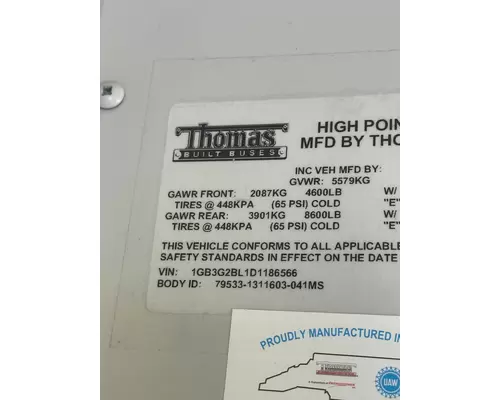 Thomas
BUILT BUSES
HIGH POIN
MFD BY THO
INC VEH MFD BY:
GVWR: 5579KG
GAWR FRONT: 2087KG 4600LB W/
TIRES @ 448KPA (65 PSI) COLD "E"
GAWR REAR: 3901KG 8600LB W/
TIRES @ 448KPA (65 PSI) COLD "E"
THIS VEHICLE CONFORMS TO ALL APPLICABLE
SAFETY STANDARDS IN EFFECT ON THE DATE
VIN: 1GB3G2BL1D1186566
BODY ID: 79533-1311603-041MS
PROUDLY MANUFACTURED IN
UAW